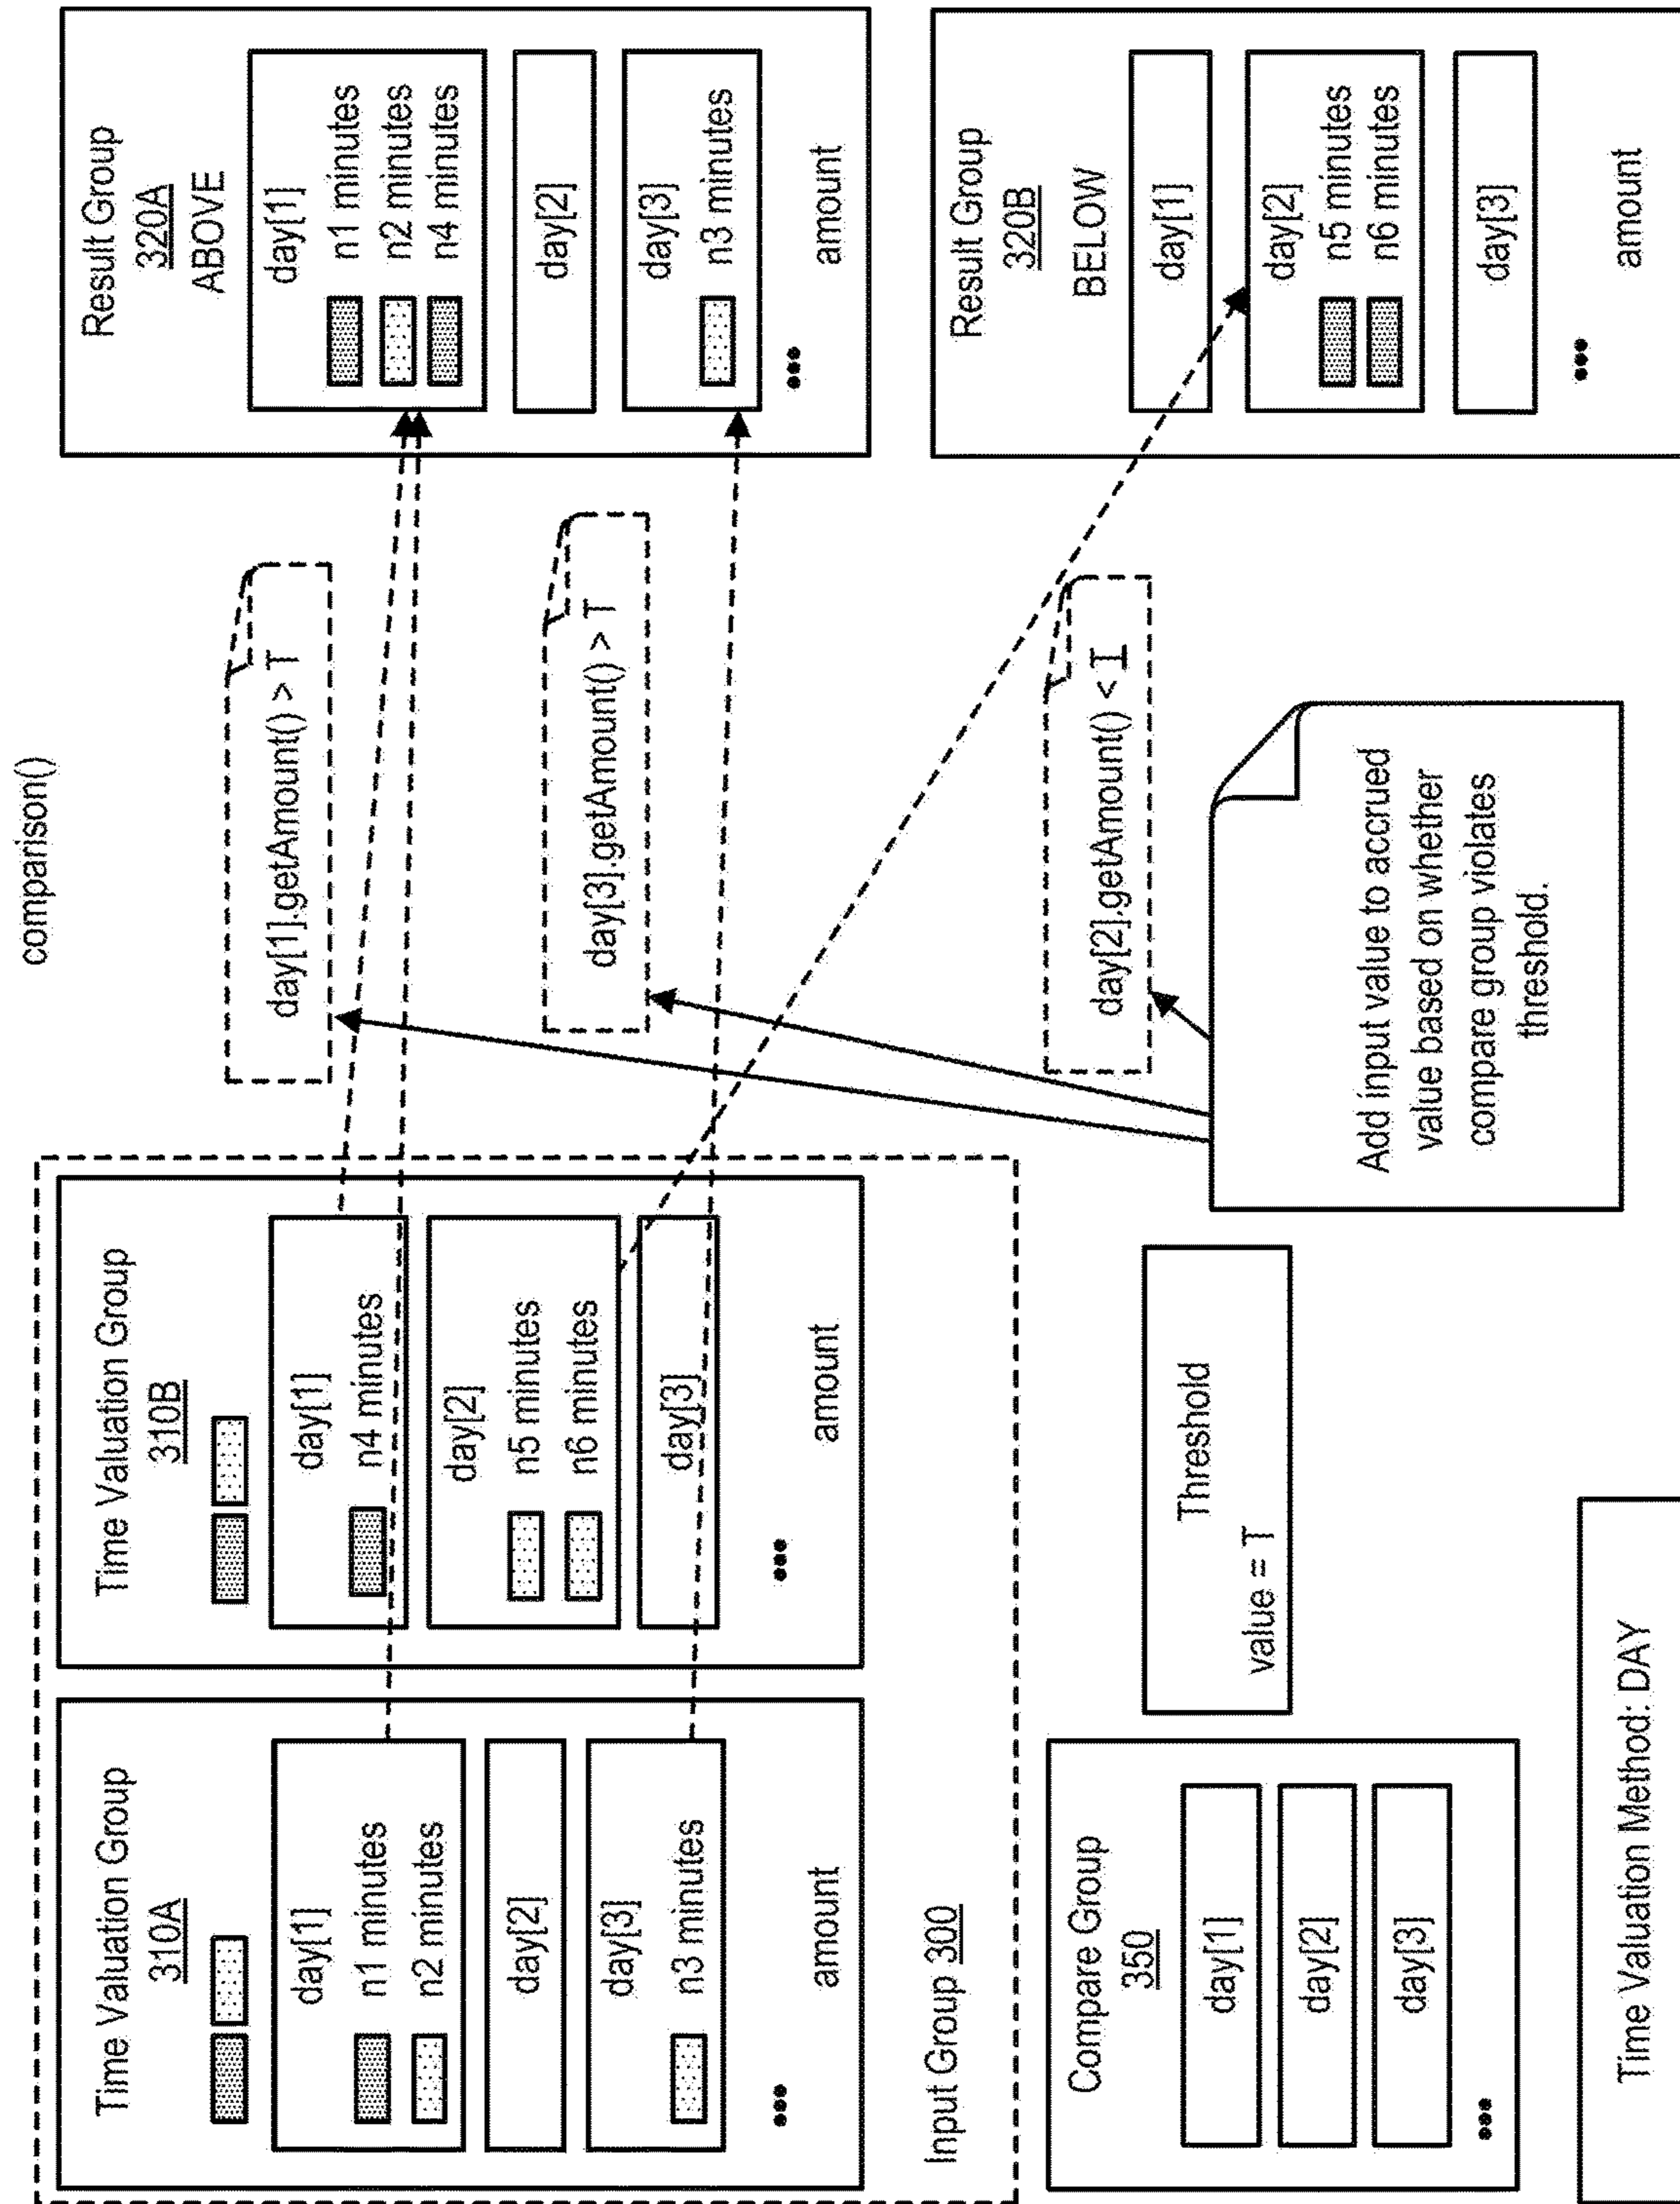 comparison()
Time Valuation Group
310A
day[1]
n1 minutes
n2 minutes
day[2]
day[3]
n3 minutes
•••
amount
Time Valuation Group
310B
day[1]
n4 minutes
day[2]
n5 minutes
n6 minutes
day[3]
•••
amount
Input Group 300
day[1].getAmount() > T
day[3].getAmount() > T
day[2].getAmount() < T
Result Group
320A
ABOVE
day[1]
n1 minutes
n2 minutes
n4 minutes
day[2]
day[3]
n3 minutes
•••
amount
Result Group
320B
BELOW
day[1]
day[2]
n5 minutes
n6 minutes
day[3]
•••
amount
Compare Group
350
day[1]
day[2]
day[3]
•••
Threshold
value = T
Add input value to accrued
value based on whether
compare group violates
threshold.
Time Valuation Method: DAY